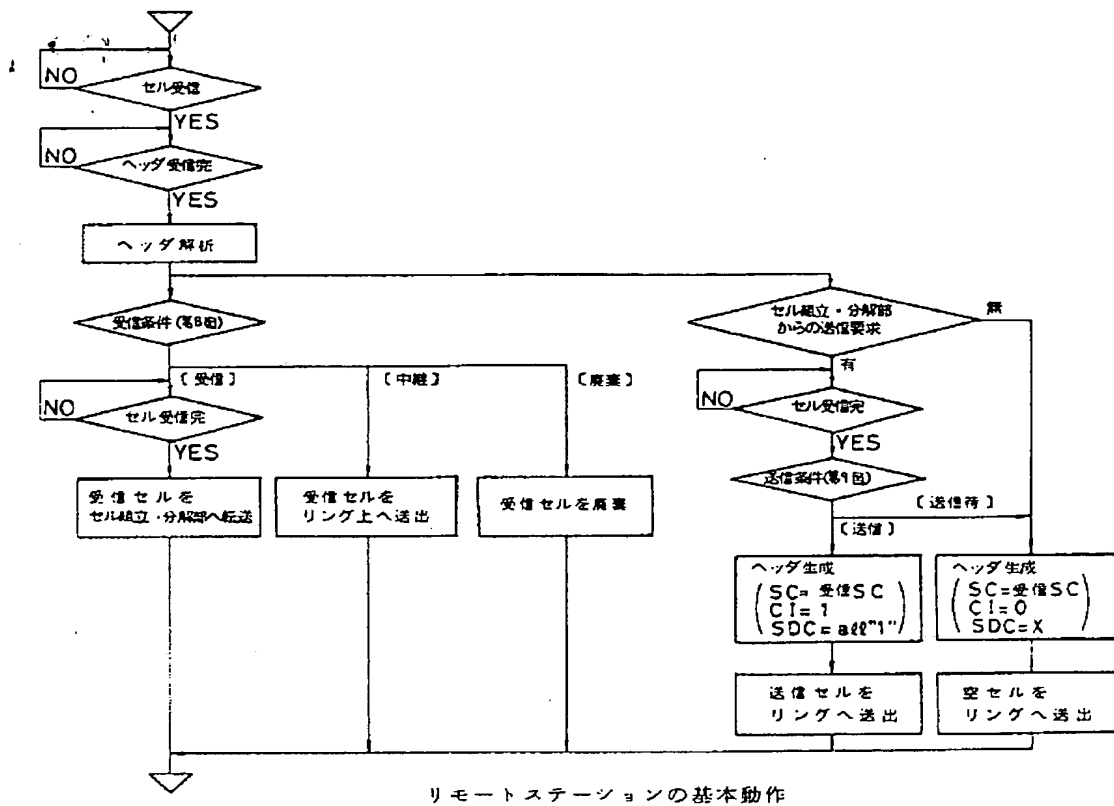 NO
セル受信
YES
NO
ヘッダ受信完
YES
ヘッダ解析
受信条件(第8図)
セル組立・分解部
からの送信要求
無
有
[受信]
[中継]
[廃棄]
NO
セル受信完
YES
NO
セル受信完
YES
送信条件(第9図)
[送信荷]
[送信]
受信セルを
セル組立・分解部へ転送
受信セルを
リング上へ送出
受信セルを廃棄
ヘッダ生成
(SC=受信SC
CI=1
SDC=all"1")
ヘッダ生成
(SC=受信SC
CI=0
SDC=X)
送信セルを
リングへ送出
空セルを
リングへ送出
リモートステーションの基本動作